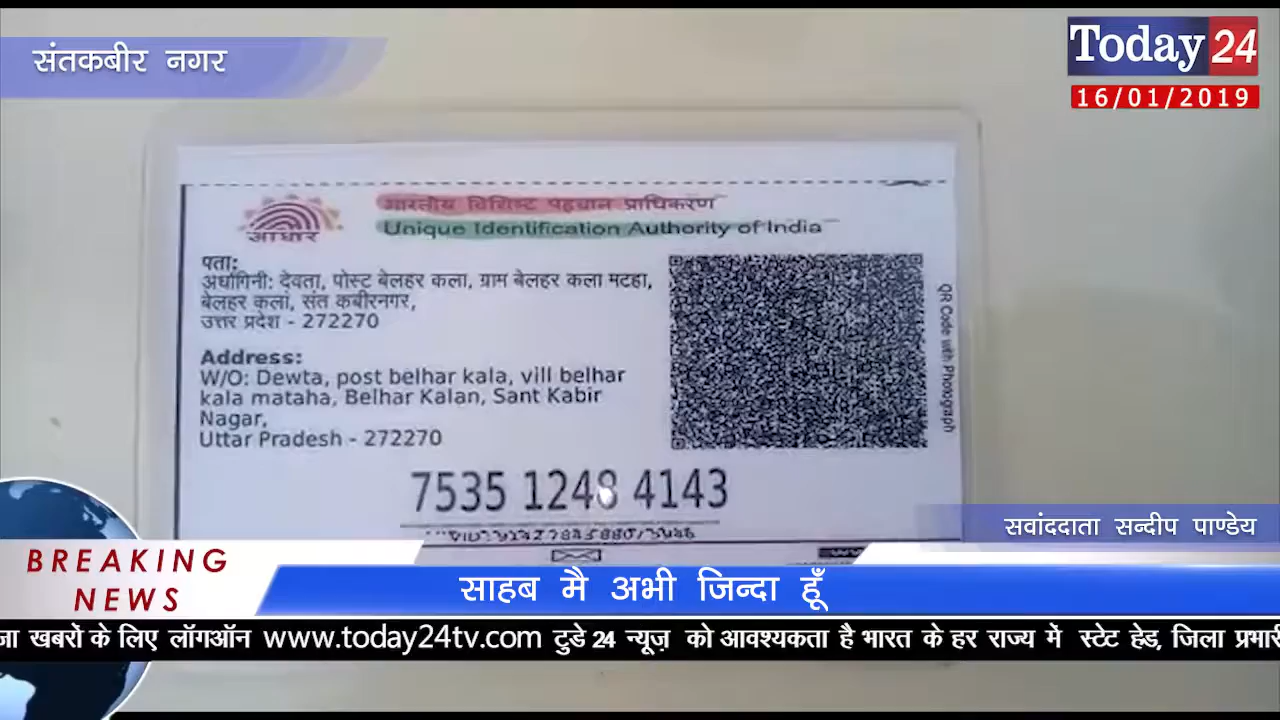 संतकबीर नगर
Today 24
16/01/2019
आधार
भारतीय विशिष्ट पहचान प्राधिकरण
Unique Identification Authority of India
पता:
अर्धांगिनी: देवता, पोस्ट बेलहर कला, ग्राम बेलहर कला मटहा,
बेलहर कलां, संत कबीरनगर,
उत्तर प्रदेश - 272270
Address:
W/O: Dewta, post belhar kala, vill belhar
kala mataha, Belhar Kalan, Sant Kabir
Nagar,
Uttar Pradesh - 272270
QR Code with Photograph
7535 1248 4143
सवांददाता सन्दीप पाण्डेय
BREAKING
NEWS
साहब मै अभी जिन्दा हूँ
खबरों के लिए लॉगऑन www.today24tv.com टुडे 24 न्यूज़ को आवश्यकता है भारत के हर राज्य में स्टेट हेड, जिला प्रभारी